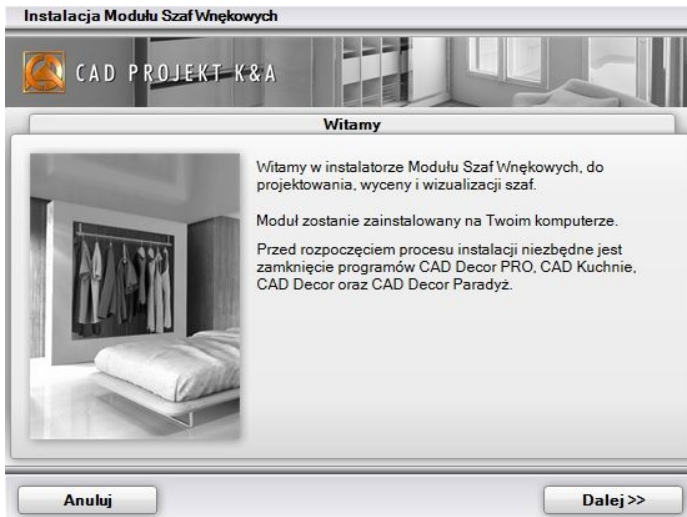 Instalacja Modułu Szaf Wnękowych
CAD PROJEKT K&A
Witamy
Witamy w instalatorze Modułu Szaf Wnękowych, do
projektowania, wyceny i wizualizacji szaf.
Moduł zostanie zainstalowany na Twoim komputerze.
Przed rozpoczęciem procesu instalacji niezbędne jest
zamknięcie programów CAD Decor PRO, CAD Kuchnie,
CAD Decor oraz CAD Decor Paradyż.
Anuluj
Dalej >>